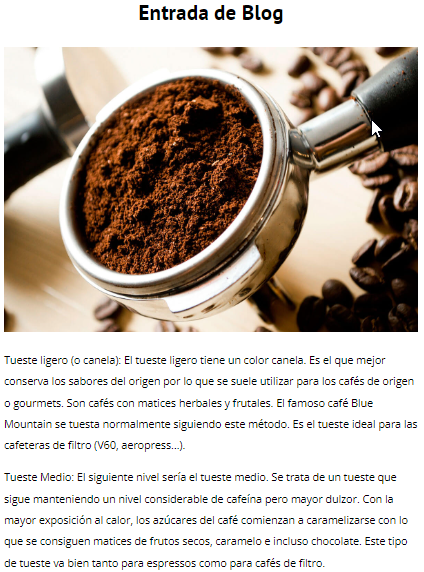 Entrada de Blog
Tueste ligero (o canela): El tueste ligero tiene un color canela. Es el que mejor
conserva los sabores del origen por lo que se suele utilizar para los cafés de origen
o gourmets. Son cafés con matices herbales y frutales. El famoso café Blue
Mountain se tuesta normalmente siguiendo este método. Es el tueste ideal para las
cafeteras de filtro (V60, aeropress...).
Tueste Medio: El siguiente nivel sería el tueste medio. Se trata de un tueste que
sigue manteniendo un nivel considerable de cafeína pero mayor dulzor. Con la
mayor exposición al calor, los azúcares del café comienzan a caramelizarse con lo
que se consiguen matices de frutos secos, caramelo e incluso chocolate. Este tipo
de tueste va bien tanto para espressos como para cafés de filtro.